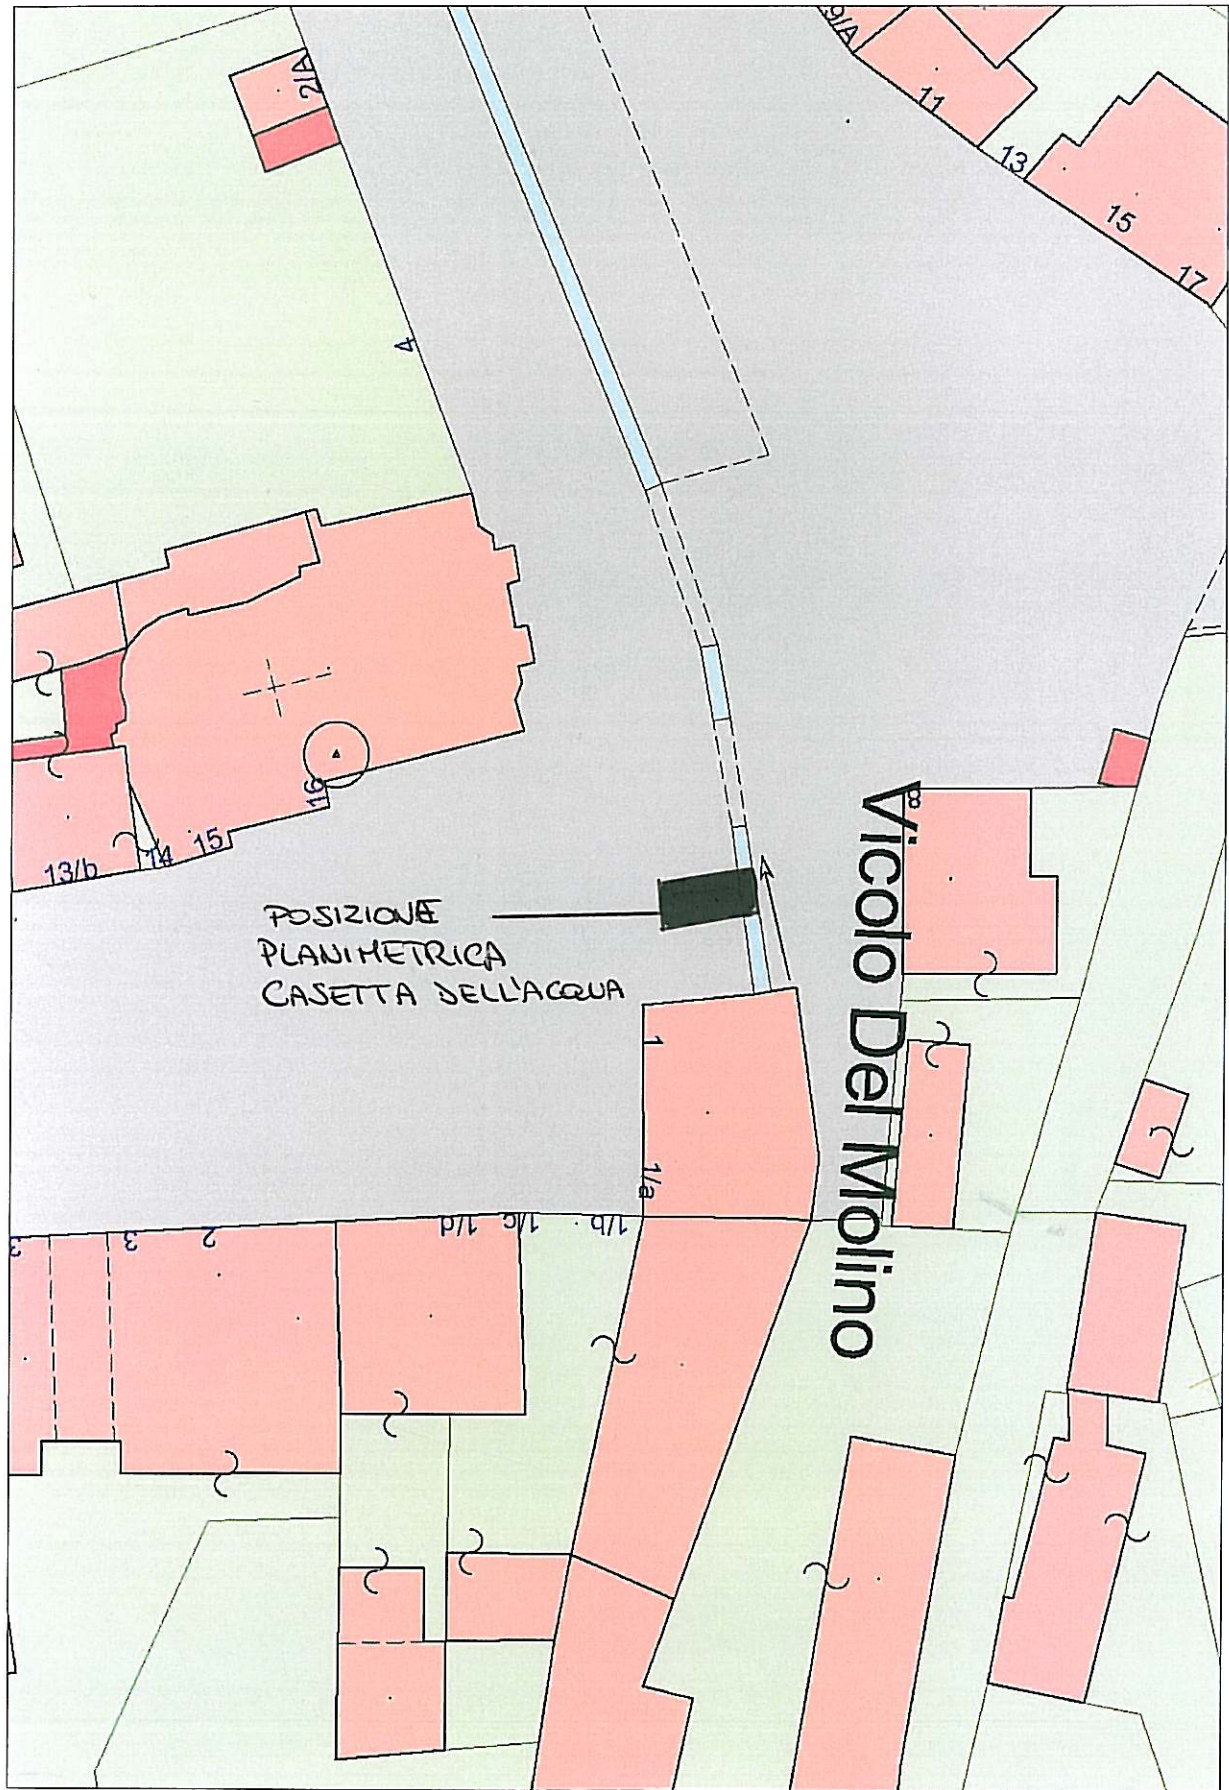 9/A
11
13
15
17
2/A
4
16
15
14
13/b
8
POSIZIONE
PLANIMETRICA
CASETTA DELL'ACQUA
Vicolo Del Molino
1
1/a
1/b
1/c
1/d
2
3
3